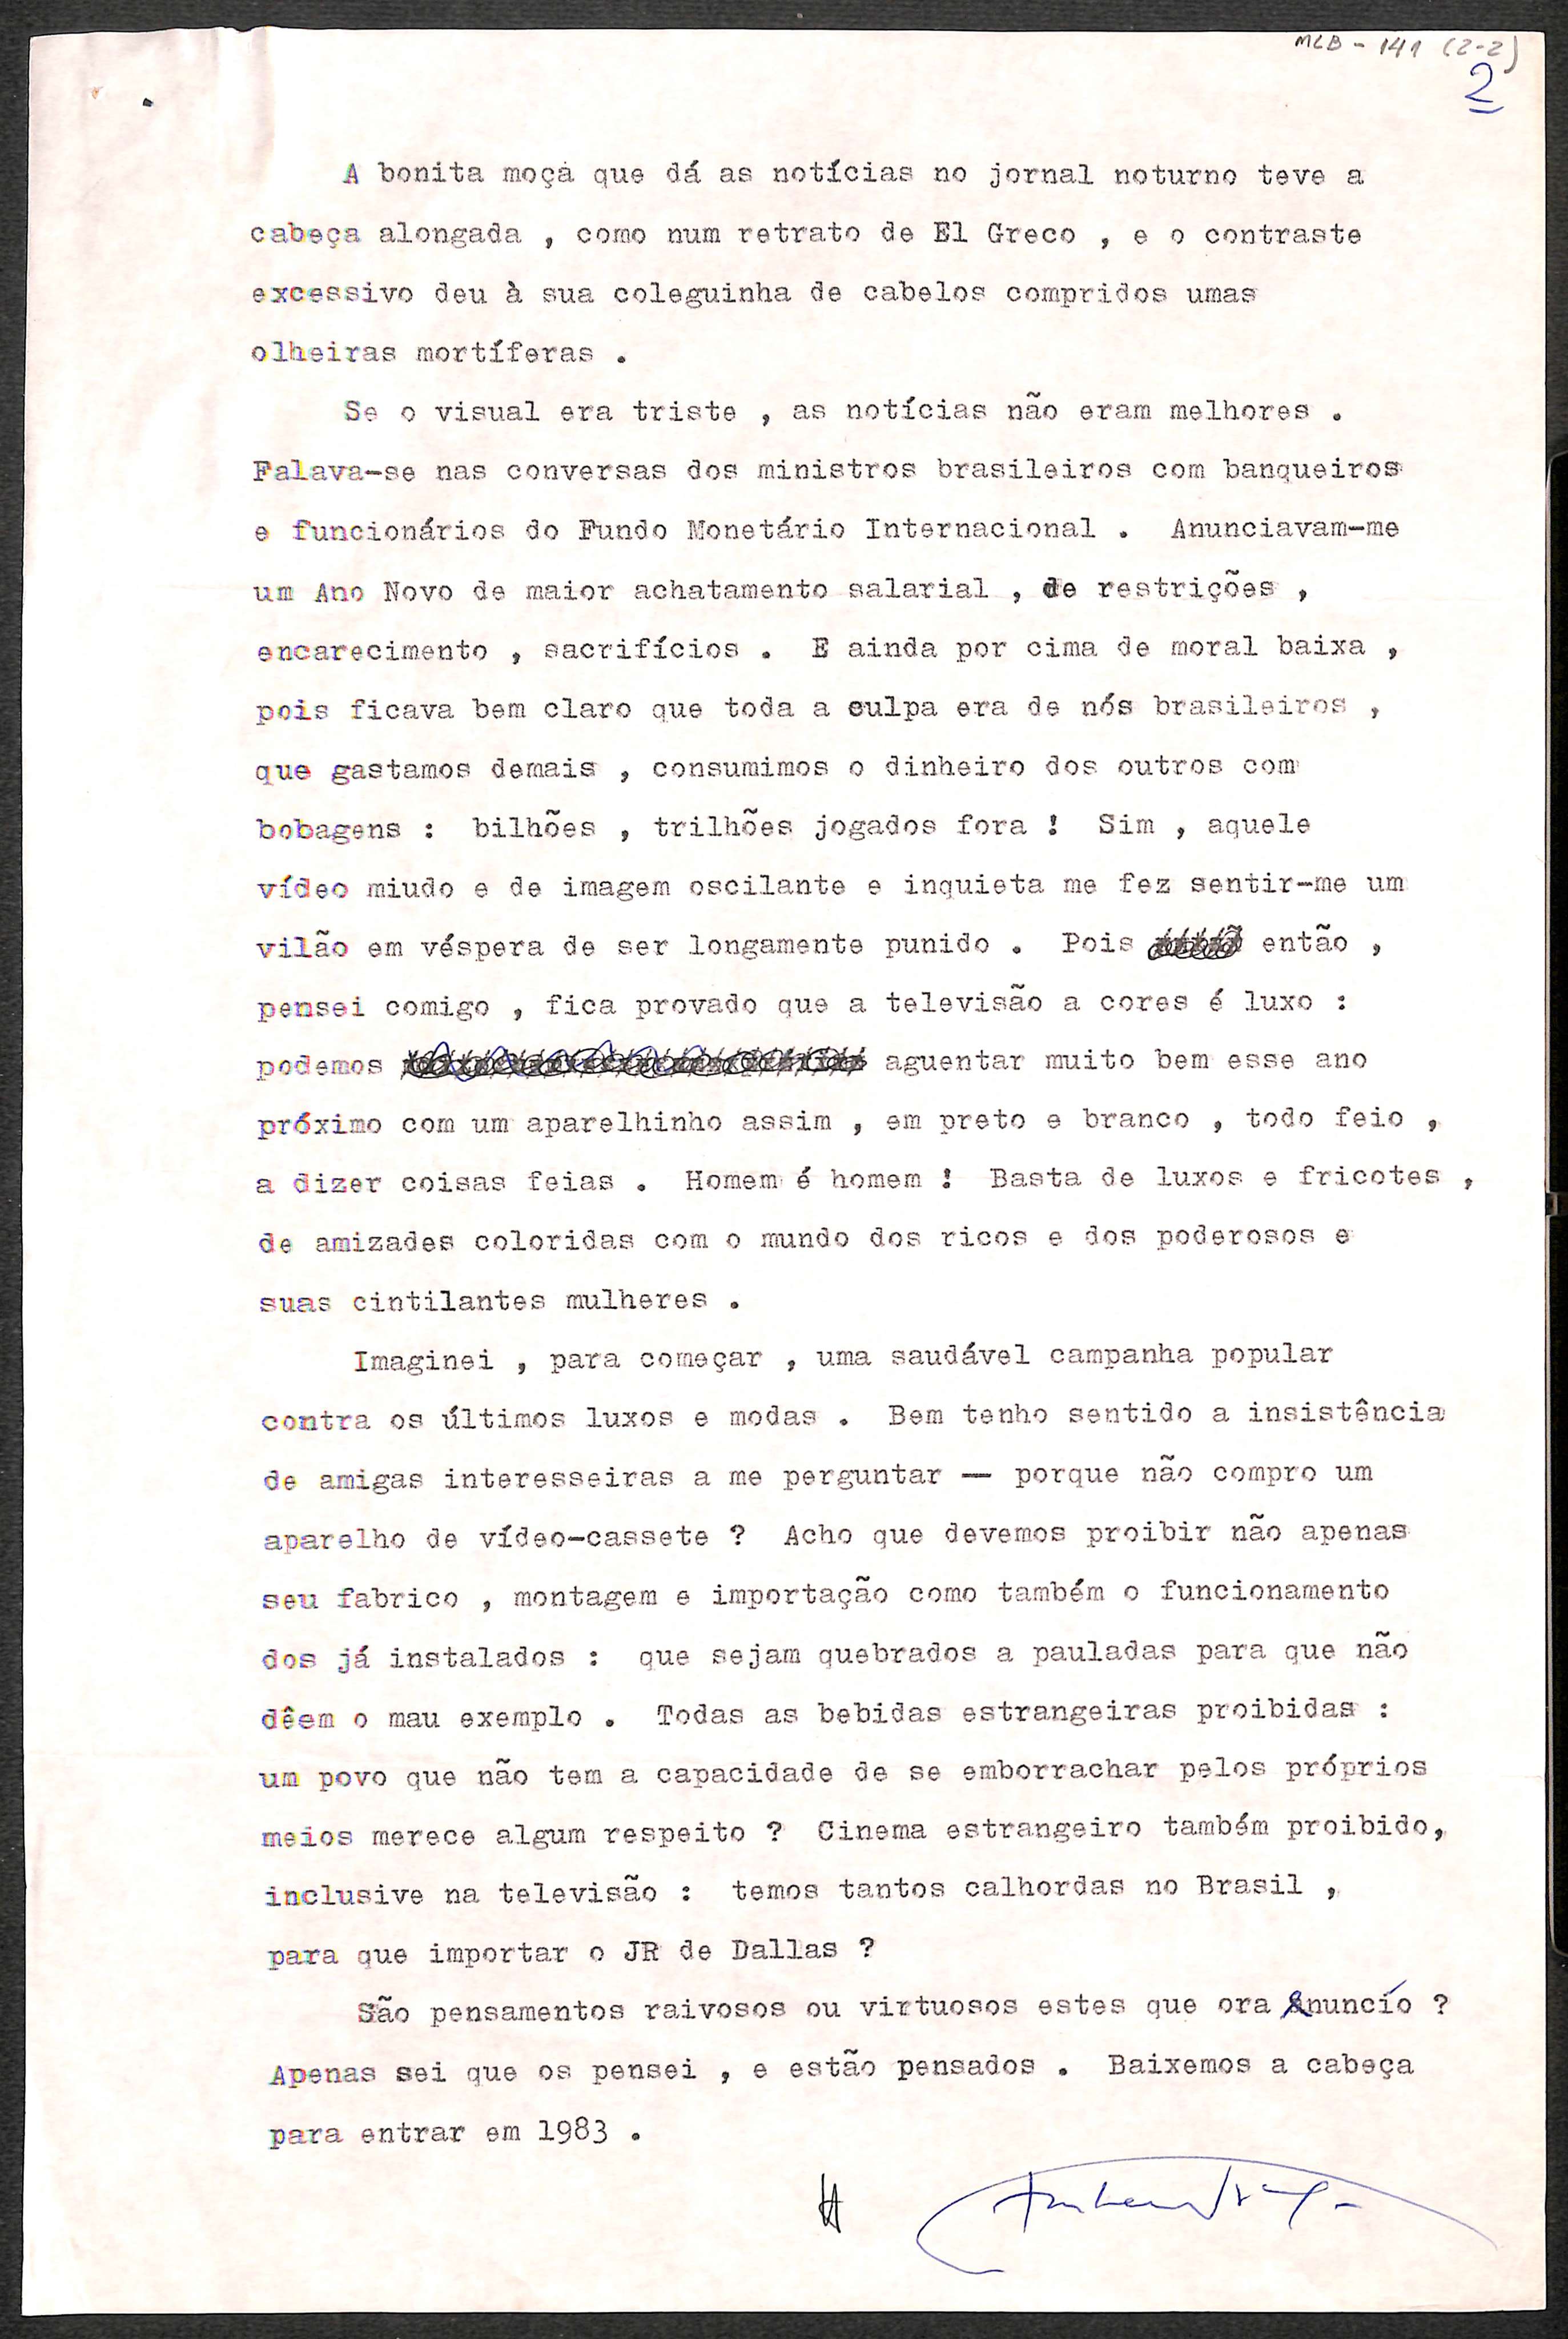 MLB - 141 (2-2)
2
A bonita moça que dá as notícias no jornal noturno teve a
cabeça alongada , como num retrato de El Greco , e o contraste
excessivo deu à sua coleguinha de cabelos compridos umas
olheiras mortíferas .
Se o visual era triste , as notícias não eram melhores .
Falava-se nas conversas dos ministros brasileiros com banqueiros
e funcionários do Fundo Monetário Internacional . Anunciavam-me
um Ano Novo de maior achatamento salarial , de restrições ,
encarecimento , sacrifícios . E ainda por cima de moral baixa ,
pois ficava bem claro que toda a culpa era de nós brasileiros ,
que gastamos demais , consumimos o dinheiro dos outros com
bobagens : bilhões , trilhões jogados fora ! Sim , aquele
vídeo miudo e de imagem oscilante e inquieta me fez sentir-me um
vilão em véspera de ser longamente punido . Pois então ,
pensei comigo , fica provado que a televisão a cores é luxo :
podemos aguentar muito bem esse ano
próximo com um aparelhinho assim , em preto e branco , todo feio ,
a dizer coisas feias . Homem é homem ! Basta de luxos e fricotes ,
de amizades coloridas com o mundo dos ricos e dos poderosos e
suas cintilantes mulheres .
Imaginei , para começar , uma saudável campanha popular
contra os últimos luxos e modas . Bem tenho sentido a insistência
de amigas interesseiras a me perguntar — porque não compro um
aparelho de vídeo-cassete ? Acho que devemos proibir não apenas
seu fabrico , montagem e importação como também o funcionamento
dos já instalados : que sejam quebrados a pauladas para que não
dêem o mau exemplo . Todas as bebidas estrangeiras proibidas :
um povo que não tem a capacidade de se emborrachar pelos próprios
meios merece algum respeito ? Cinema estrangeiro também proibido,
inclusive na televisão : temos tantos calhordas no Brasil ,
para que importar o JR de Dallas ?
São pensamentos raivosos ou virtuosos estes que ora anuncío ?
Apenas sei que os pensei , e estão pensados . Baixemos a cabeça
para entrar em 1983 .